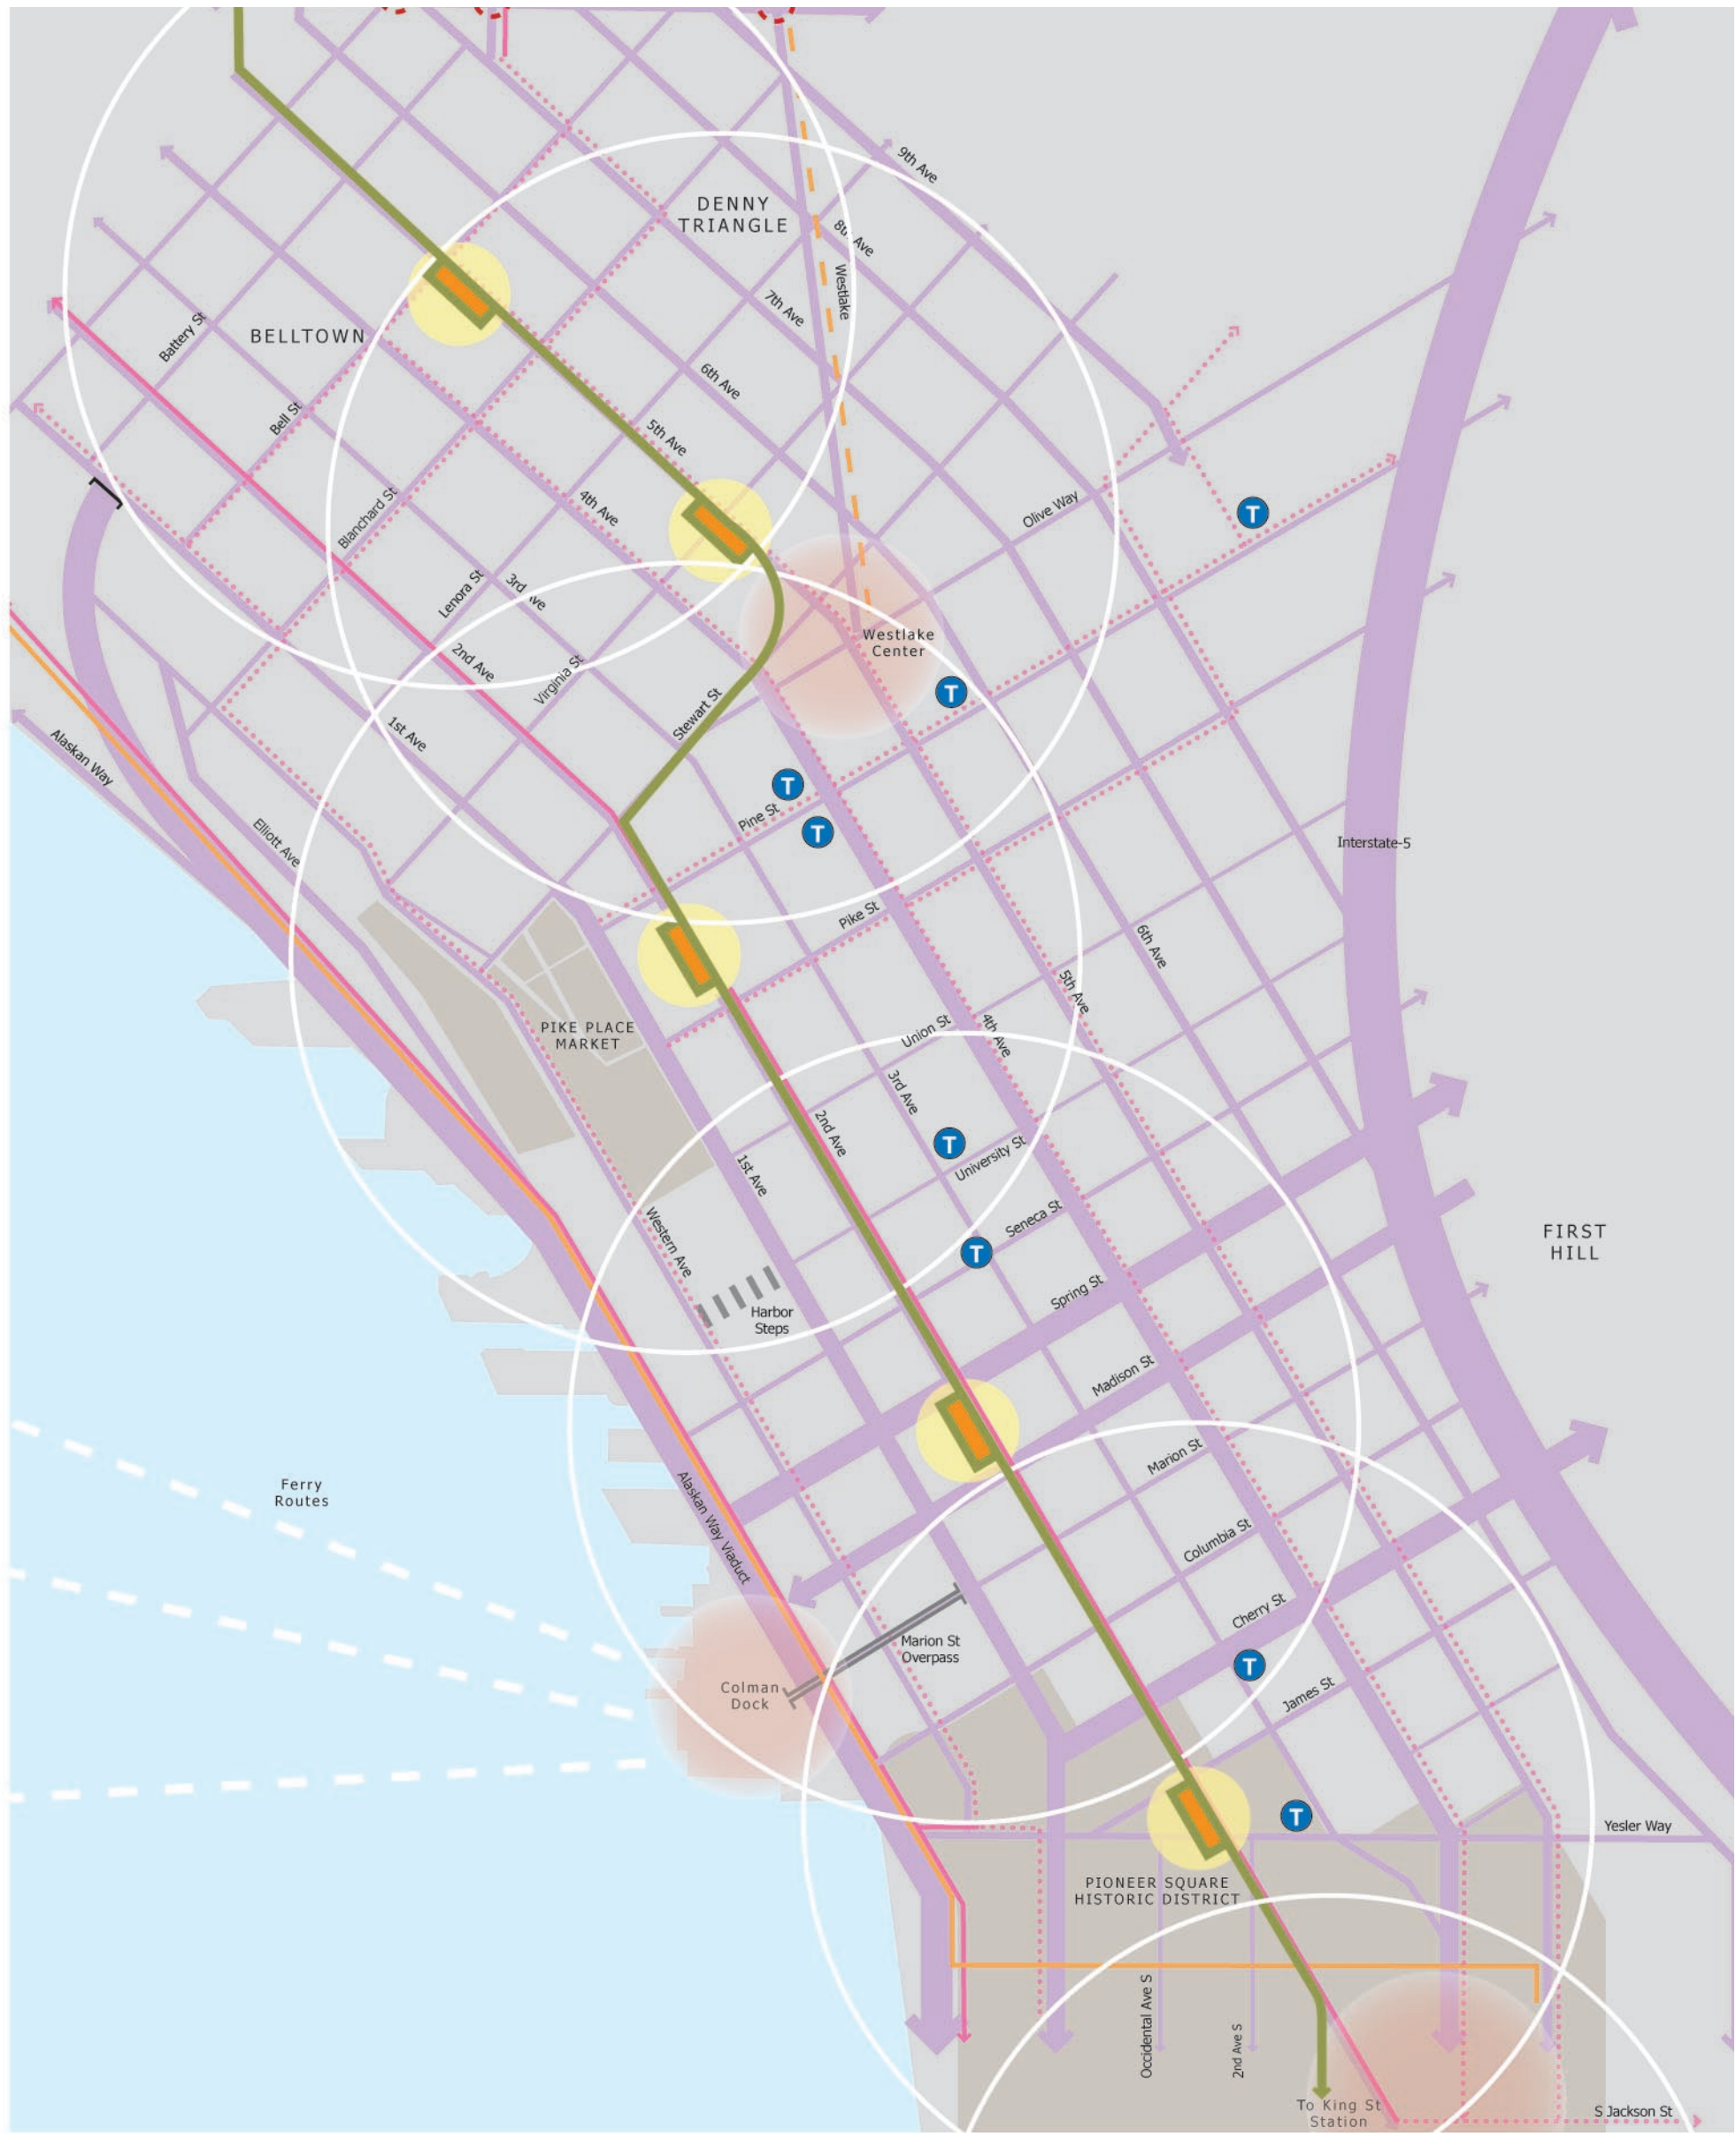 9th Ave
DENNY
TRIANGLE
8th Ave
Westlake
7th Ave
Battery St
BELLTOWN
6th Ave
Bell St
5th Ave
4th Ave
Olive Way
Blanchard St
T
Lenora St
3rd Ave
Westlake
Center
2nd Ave
Virginia St
T
Stewart St
1st Ave
Alaskan Way
T
Pine St
T
Elliott Ave
Interstate-5
Pike St
6th Ave
5th Ave
PIKE PLACE
MARKET
Union St
4th Ave
3rd Ave
2nd Ave
T
University St
1st Ave
Seneca St
Western Ave
T
FIRST
HILL
Spring St
Harbor
Steps
Madison St
Marion St
Ferry
Routes
Alaskan Way Viaduct
Columbia St
Cherry St
Marion St
Overpass
T
Colman
Dock
James St
T
Yesler Way
PIONEER SQUARE
HISTORIC DISTRICT
Occidental Ave S
2nd Ave S
To King St
Station
S Jackson St